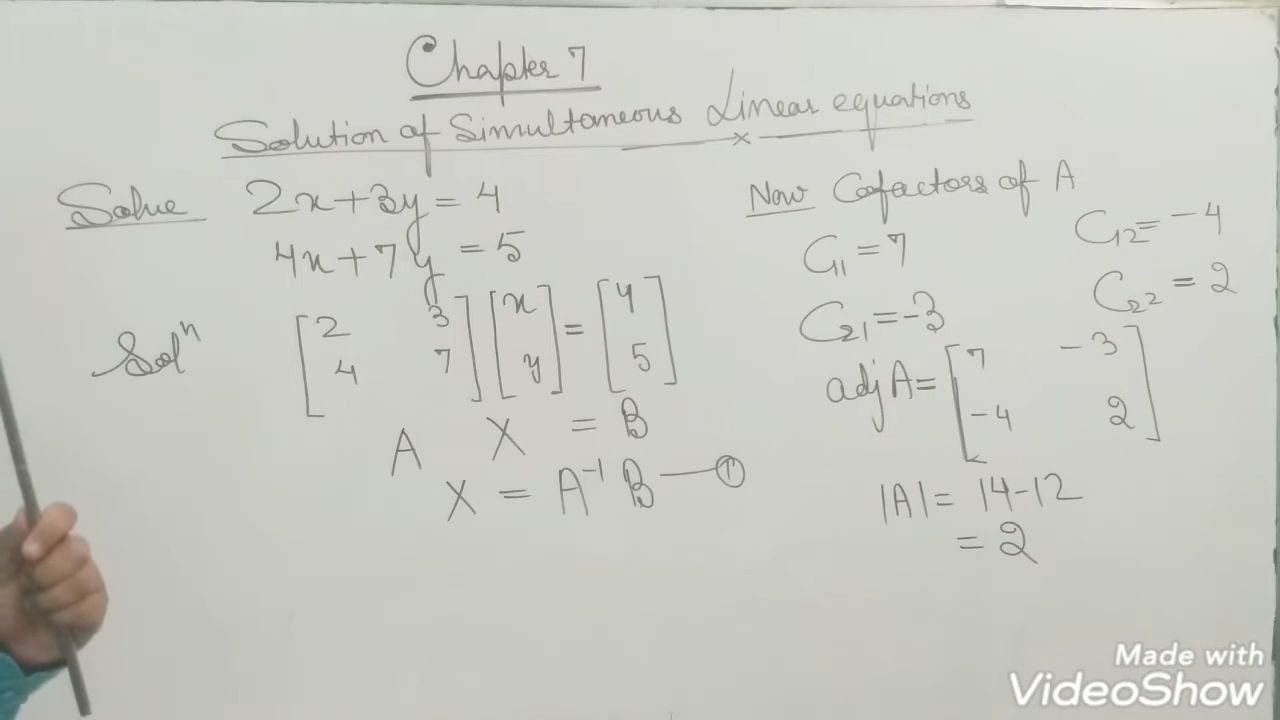 Chapter 7
Solution of Simultaneous Linear equations
Solve 2x+3y = 4
4x+7y = 5
Solⁿ [2 3
4 7] [x
y] = [4
5]
A X = B
X = A⁻¹ B — ①
Now Cofactors of A
C₁₁ = 7 C₁₂ = -4
C₂₁ = -3 C₂₂ = 2
adj A = [7 -3
-4 2]
|A| = 14-12
= 2
Made with
VideoShow